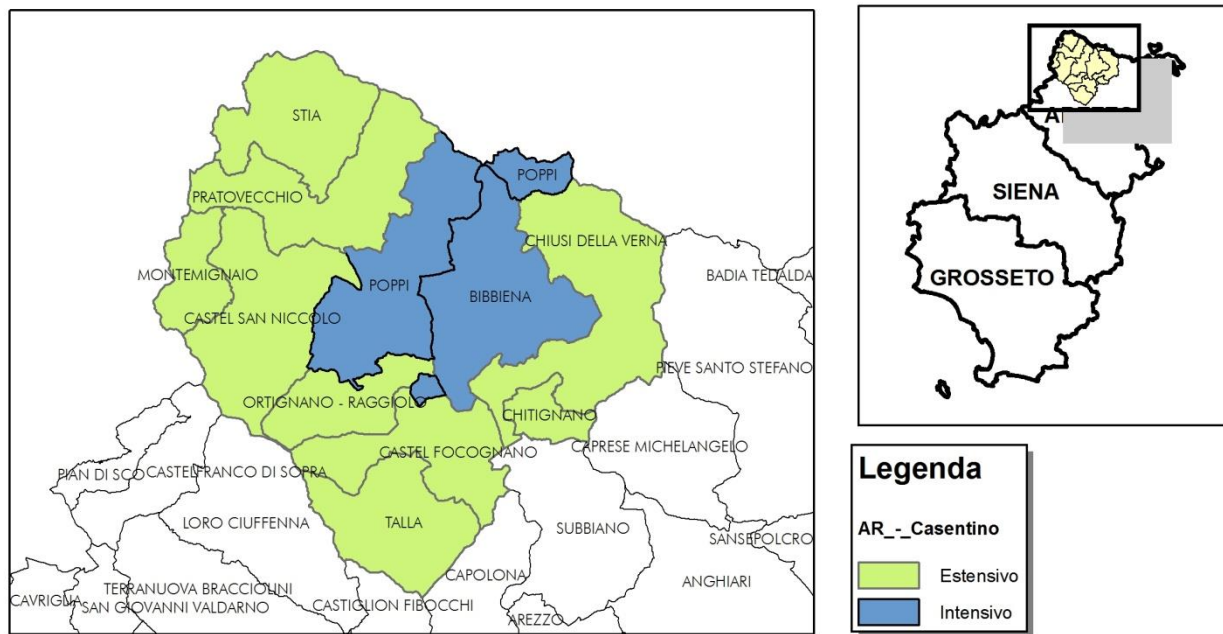 STIA
POPPI
PRATOVECCHIO
CHIUSI DELLA VERNA
MONTEMIGNAIO
BADIA TEDALDA
POPPI
BIBBIENA
CASTEL SAN NICCOLO
PIEVE SANTO STEFANO
ORTIGNANO - RAGGIOLO
CHITIGNANO
CASTEL FOCOGNANO
CAPRESE MICHELANGELO
PIAN DI SCO
CASTELFRANCO DI SOPRA
LORO CIUFFENNA
TALLA
SUBBIANO
SANSEPOLCRO
CAPOLONA
ANGHIARI
TERRANUOVA BRACCIOLINI
CAVRIGLIA
SAN GIOVANNI VALDARNO
CASTIGLION FIBOCCHI
AREZZO
SIENA
GROSSETO
Legenda
AR_-_Casentino
Estensivo
Intensivo